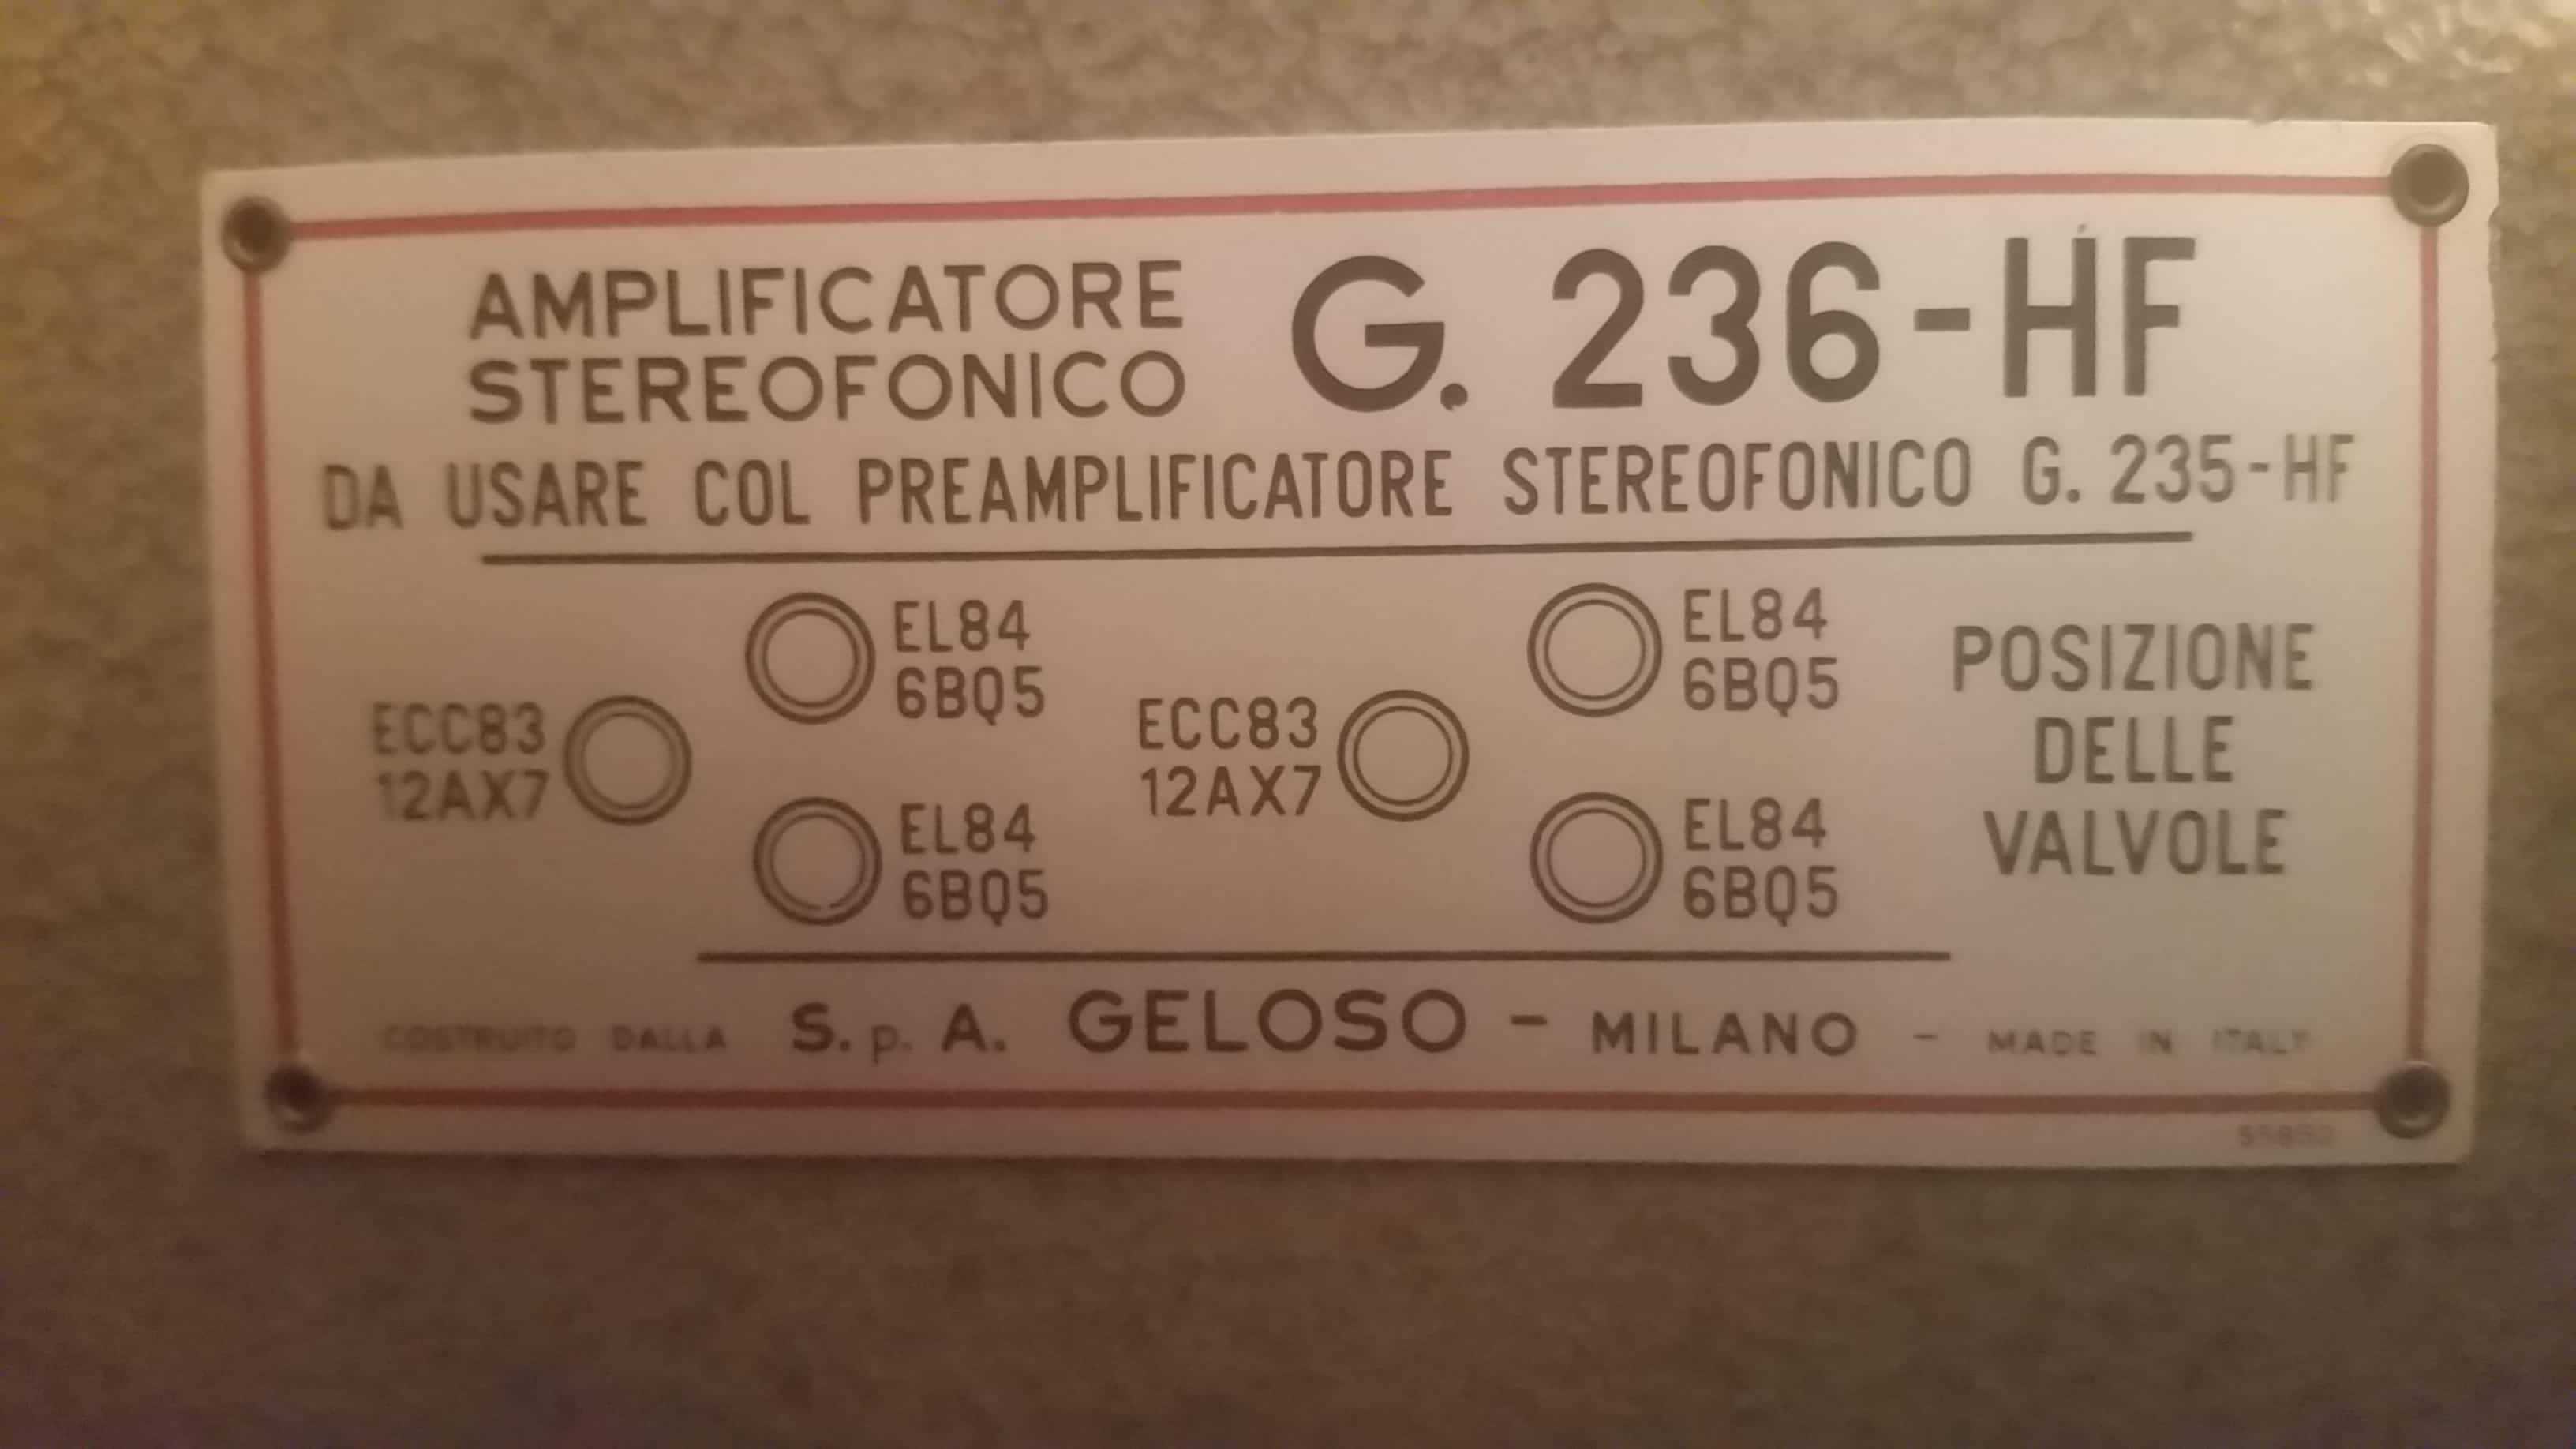 AMPLIFICATORE
STEREOFONICO
G. 236-HF
DA USARE COL PREAMPLIFICATORE STEREOFONICO G. 235-HF
ECC83
12AX7
EL84
6BQ5
EL84
6BQ5
ECC83
12AX7
EL84
6BQ5
EL84
6BQ5
POSIZIONE
DELLE
VALVOLE
COSTRUITO DALLA S.p.A. GELOSO - MILANO - MADE IN ITALY